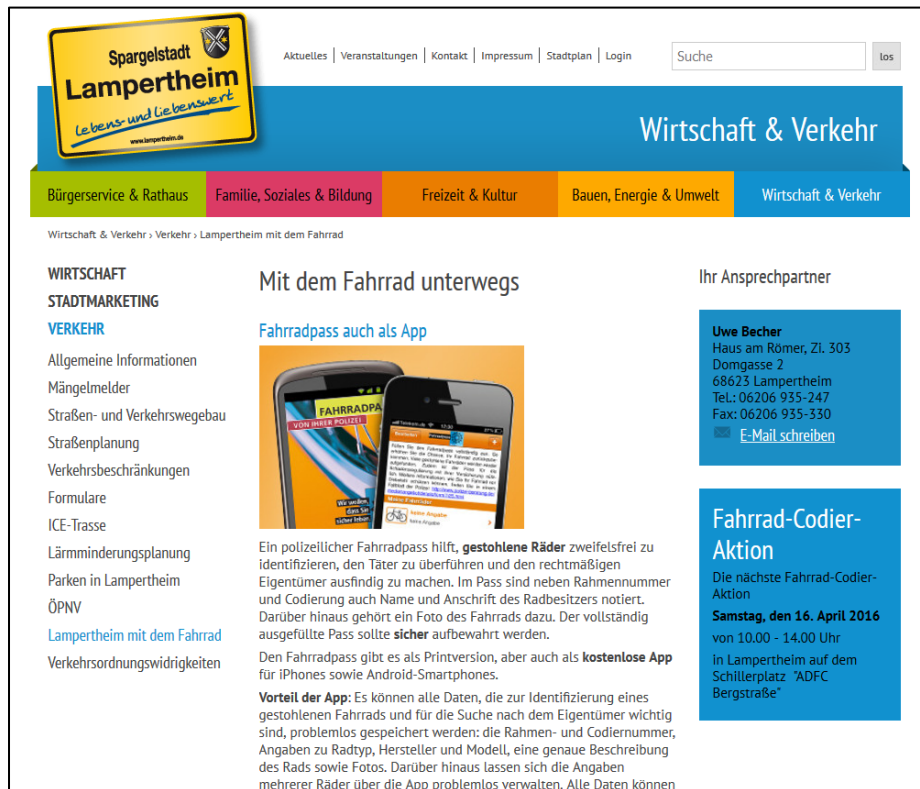 Spargelstadt
Lampertheim
Lebens- und Liebenswert
www.lampertheim.de
Aktuelles | Veranstaltungen | Kontakt | Impressum | Stadtplan | Login
Suche
los
Wirtschaft & Verkehr
Bürgerservice & Rathaus
Familie, Soziales & Bildung
Freizeit & Kultur
Bauen, Energie & Umwelt
Wirtschaft & Verkehr
Wirtschaft & Verkehr › Verkehr › Lampertheim mit dem Fahrrad
WIRTSCHAFT
STADTMARKETING
VERKEHR
Allgemeine Informationen
Mängelmelder
Straßen- und Verkehrswegebau
Straßenplanung
Verkehrsbeschränkungen
Formulare
ICE-Trasse
Lärmminderungsplanung
Parken in Lampertheim
ÖPNV
Lampertheim mit dem Fahrrad
Verkehrsordnungswidrigkeiten
Mit dem Fahrrad unterwegs
Fahrradpass auch als App
FAHRRADPA
VON IHRER POLIZEI
Wir wollen,
dass Sie
sicher leben
Ein polizeilicher Fahrradpass hilft, gestohlene Räder zweifelsfrei zu
identifizieren, den Täter zu überführen und den rechtmäßigen
Eigentümer ausfindig zu machen. Im Pass sind neben Rahmennummer
und Codierung auch Name und Anschrift des Radbesitzers notiert.
Darüber hinaus gehört ein Foto des Fahrrads dazu. Der vollständig
ausgefüllte Pass sollte sicher aufbewahrt werden.
Den Fahrradpass gibt es als Printversion, aber auch als kostenlose App
für iPhones sowie Android-Smartphones.
Vorteil der App: Es können alle Daten, die zur Identifizierung eines
gestohlenen Fahrrads und für die Suche nach dem Eigentümer wichtig
sind, problemlos gespeichert werden: die Rahmen- und Codiernummer,
Angaben zu Radtyp, Hersteller und Modell, eine genaue Beschreibung
des Rads sowie Fotos. Darüber hinaus lassen sich die Angaben
mehrerer Räder über die App problemlos verwalten. Alle Daten können
Ihr Ansprechpartner
Uwe Becher
Haus am Römer, Zi. 303
Domgasse 2
68623 Lampertheim
Tel.: 06206 935-247
Fax: 06206 935-330
E-Mail schreiben
Fahrrad-Codier-
Aktion
Die nächste Fahrrad-Codier-
Aktion
Samstag, den 16. April 2016
von 10.00 - 14.00 Uhr
in Lampertheim auf dem
Schillerplatz "ADFC
Bergstraße"